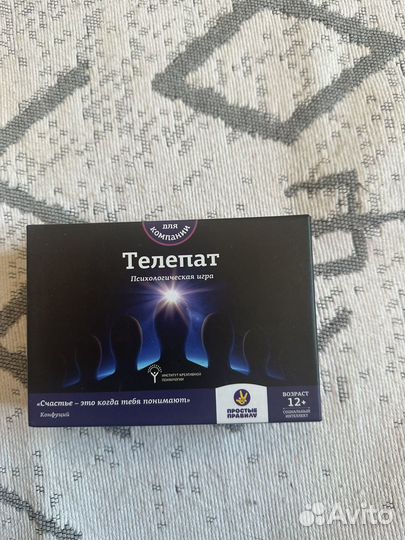 для
компании
Телепат
Психологическая игра
ИНСТИТУТ КРЕАТИВНОЙ
ПСИХОЛОГИИ
«Счастье – это когда тебя понимают»
Конфуций
ПРОСТЫЕ
ПРАВИЛА
ВОЗРАСТ
12+
СОЦИАЛЬНЫЙ
ИНТЕЛЛЕКТ
Avito